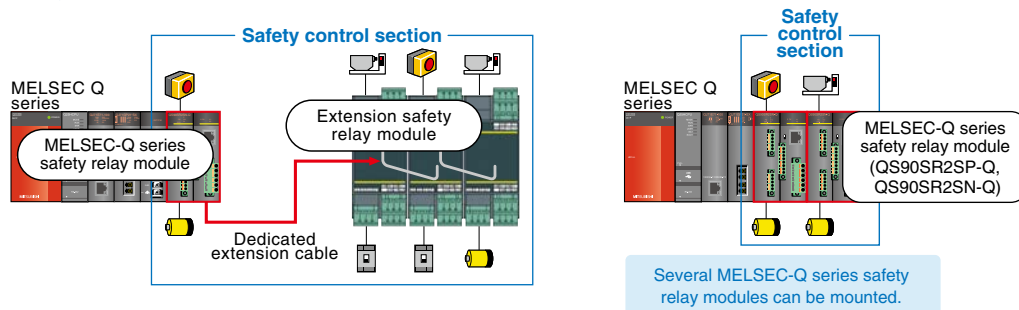 Safety control section
MELSEC Q
series
MELSEC-Q series
safety relay module
Extension safety
relay module
Dedicated
extension cable
Safety
control
section
MELSEC Q
series
MELSEC-Q series
safety relay module
(QS90SR2SP-Q,
QS90SR2SN-Q)
Several MELSEC-Q series safety
relay modules can be mounted.